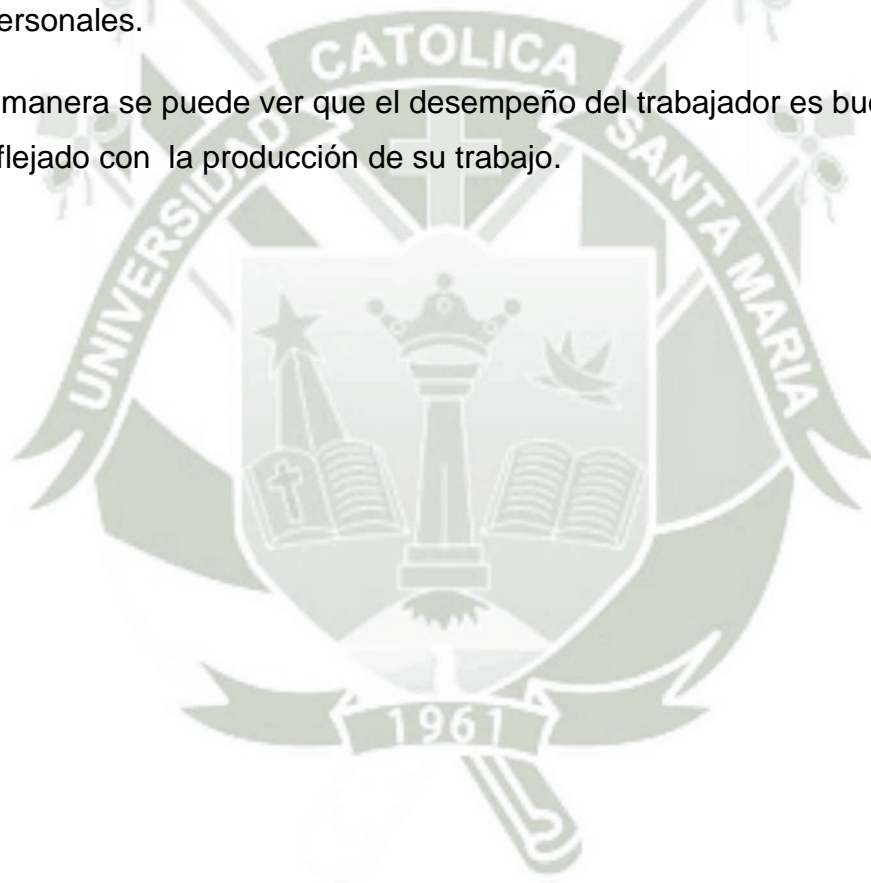 ersonales.
manera se puede ver que el desempeño del trabajador es bue
flejado con  la producción de su trabajo.
UNIVERSIDAD CATOLICA SANTA MARIA
1961